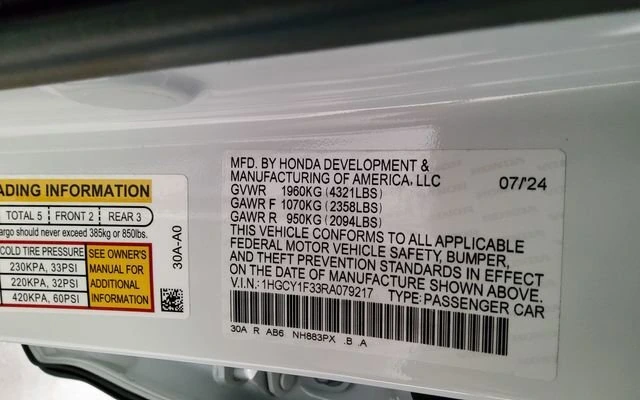 ADING INFORMATION
TOTAL 5 FRONT 2 REAR 3
argo should never exceed 385kg or 850lbs.
COLD TIRE PRESSURE
230KPA, 33PSI
220KPA, 32PSI
420KPA, 60PSI
SEE OWNER'S
MANUAL FOR
ADDITIONAL
INFORMATION
30A-A0
MFD. BY HONDA DEVELOPMENT &
MANUFACTURING OF AMERICA, LLC 07/'24
GVWR 1960KG (4321LBS)
GAWR F 1070KG (2358LBS)
GAWR R 950KG (2094LBS)
THIS VEHICLE CONFORMS TO ALL APPLICABLE
FEDERAL MOTOR VEHICLE SAFETY, BUMPER,
AND THEFT PREVENTION STANDARDS IN EFFECT
ON THE DATE OF MANUFACTURE SHOWN ABOVE.
V.I.N.: 1HGCY1F33RA079217 TYPE: PASSENGER CAR
30A R AB6 NH883PX .B .A